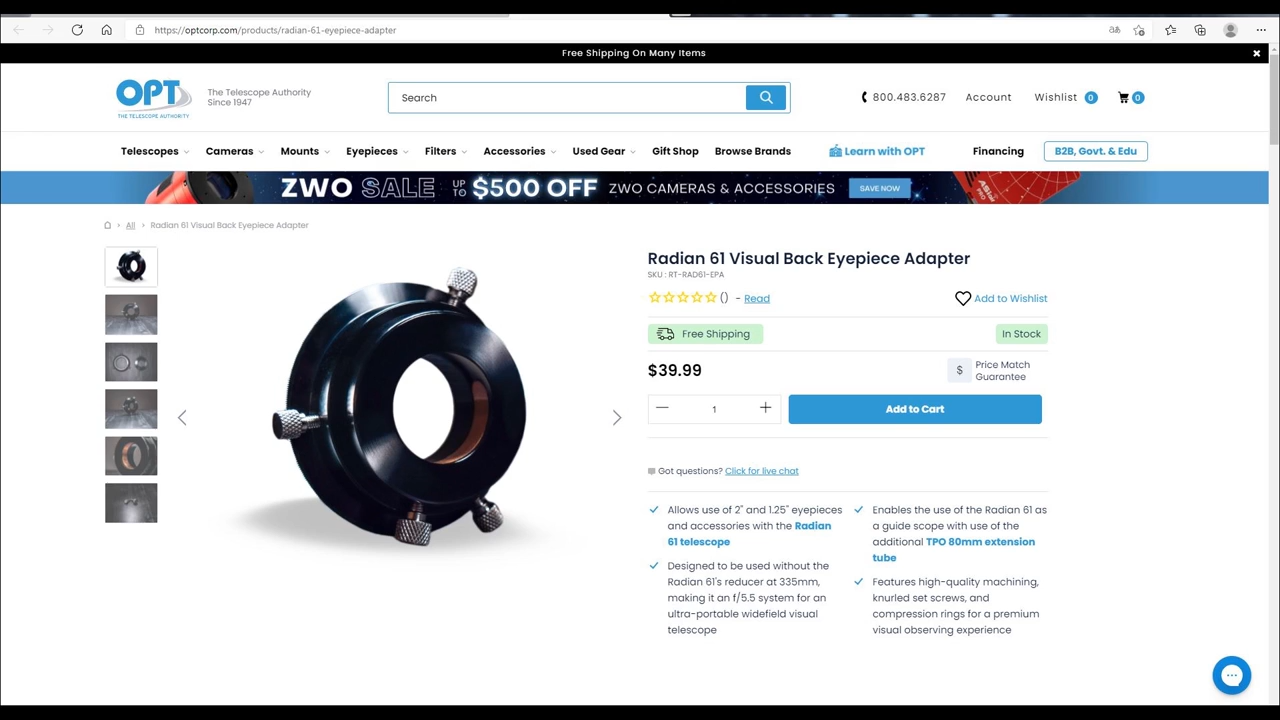 https://optcorp.com/products/radian-61-eyepiece-adapter
Free Shipping On Many Items
OPT
THE TELESCOPE AUTHORITY
The Telescope Authority
Since 1947
Search
800.483.6287
Account
Wishlist 0
0
Telescopes
Cameras
Mounts
Eyepieces
Filters
Accessories
Used Gear
Gift Shop
Browse Brands
Learn with OPT
Financing
B2B, Govt. & Edu
ZWO SALE UP TO $500 OFF ZWO CAMERAS & ACCESSORIES
SAVE NOW
All
Radian 61 Visual Back Eyepiece Adapter
Radian 61 Visual Back Eyepiece Adapter
SKU : RT-RAD61-EPA
() - Read
Add to Wishlist
Free Shipping
In Stock
$39.99
$
Price Match
Guarantee
1
Add to Cart
Got questions? Click for live chat
Allows use of 2" and 1.25" eyepieces
and accessories with the Radian
61 telescope
Designed to be used without the
Radian 61's reducer at 335mm,
making it an f/5.5 system for an
ultra-portable widefield visual
telescope
Enables the use of the Radian 61 as
a guide scope with use of the
additional TPO 80mm extension
tube
Features high-quality machining,
knurled set screws, and
compression rings for a premium
visual observing experience